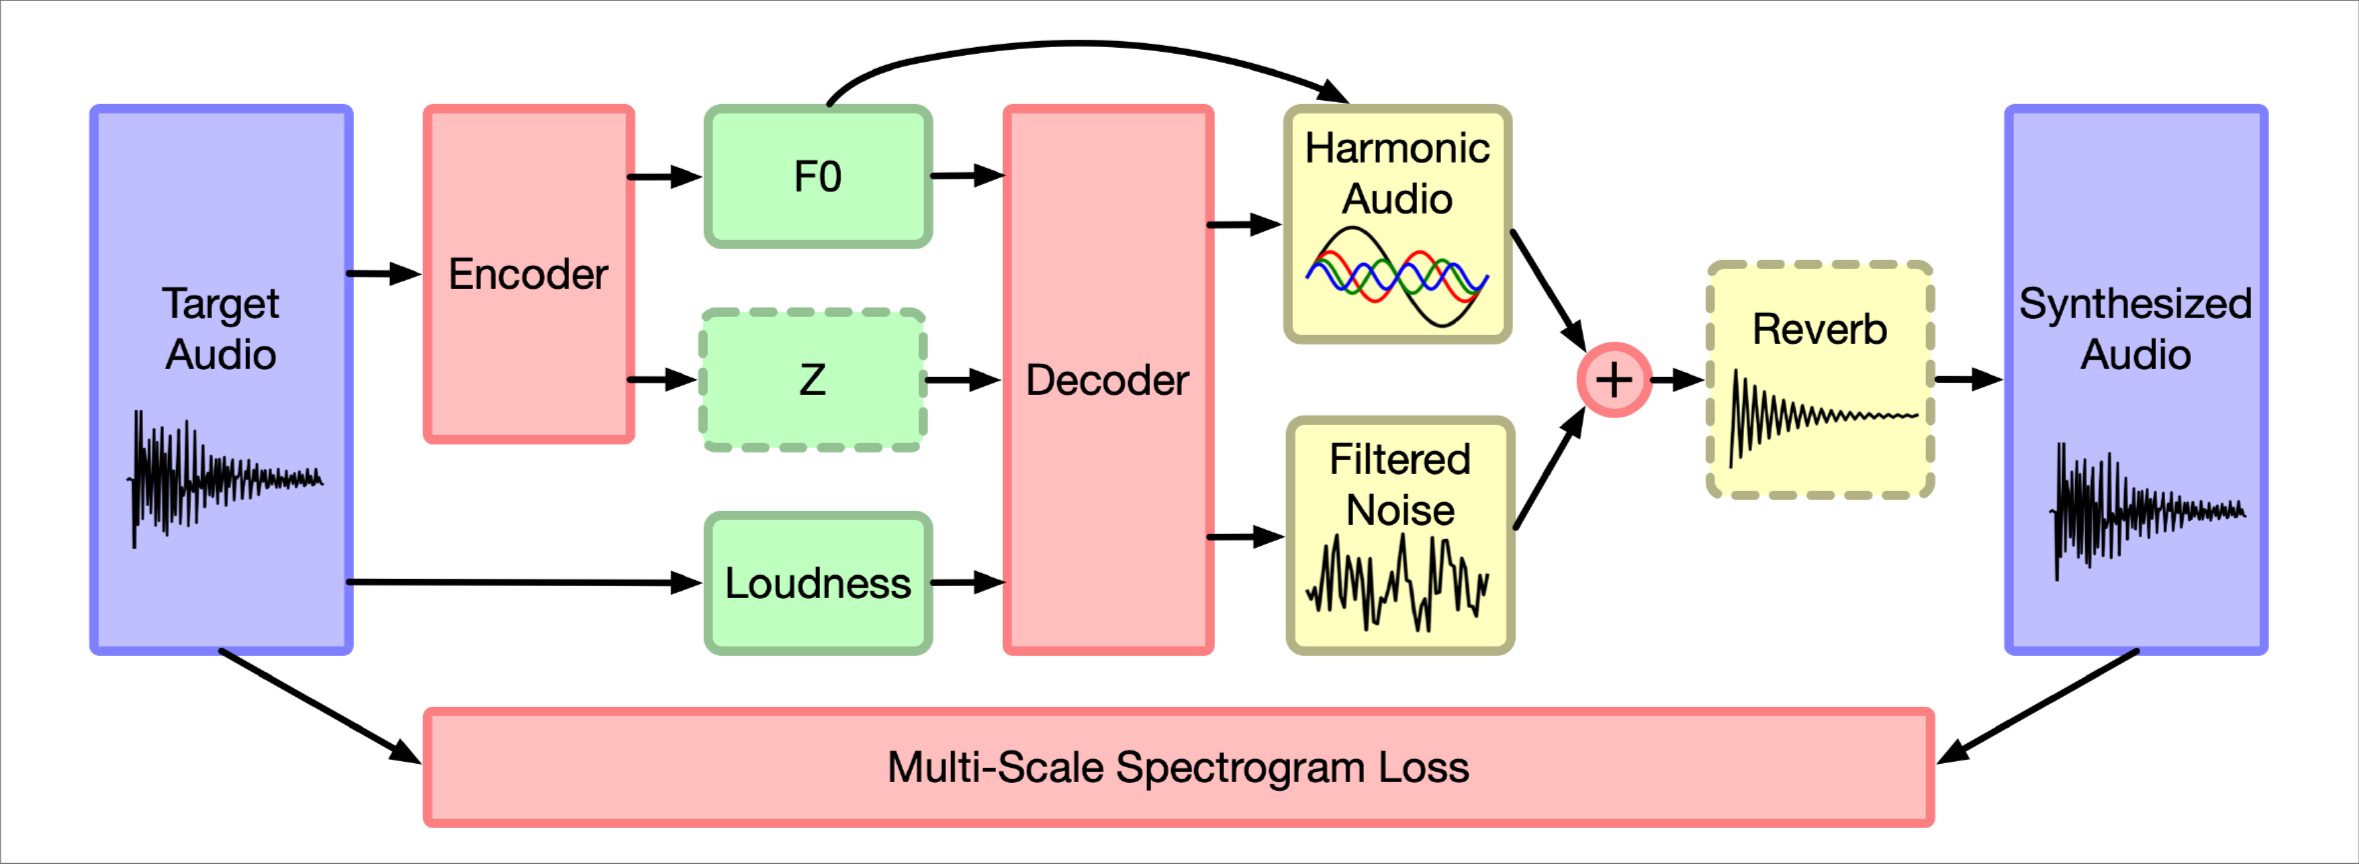 Target
Audio
Encoder
F0
Z
Loudness
Decoder
Harmonic
Audio
Filtered
Noise
+
Reverb
Synthesized
Audio
Multi-Scale Spectrogram Loss